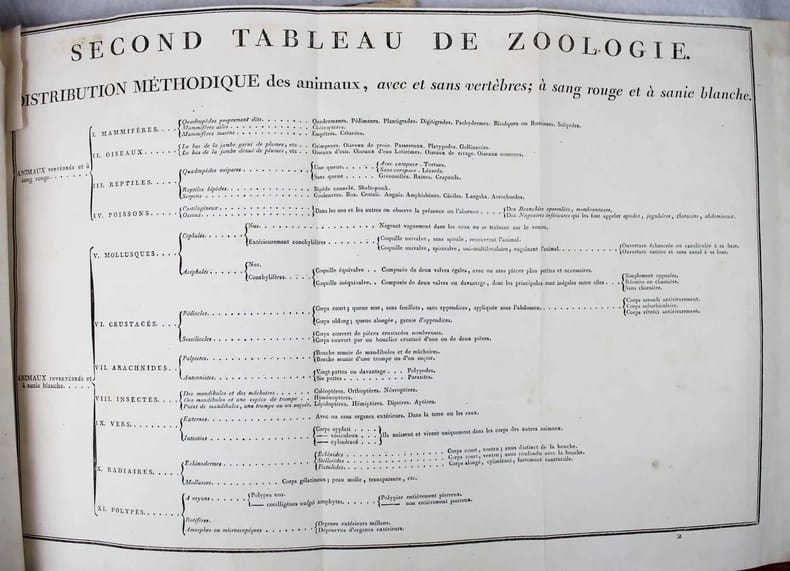 SECOND TABLEAU DE ZOOLOGIE.
DISTRIBUTION MÉTHODIQUE des animaux, avec et sans vertèbres; à sang rouge et à sanie blanche.
ANIMAUX vertébrés et à sang rouge.
I. MAMMIFÈRES.
Quadrupèdes proprement dits. Quadrumanes. Pédimanes. Plantigrades. Digitigrades. Pachydermes. Bisulques ou Ruminans. Solipèdes.
Mammifères ailés. Chéiroptères.
Mammifères marins. Empêtrés. Cétacées.
II. OISEAUX.
Le bas de la jambe garni de plumes, etc. Grimpeurs. Oiseaux de proie. Passereaux. Platypodes. Gallinacées.
Le bas de la jambe dénué de plumes, etc. Oiseaux d'eau. Oiseaux de rivage. Oiseaux coureurs.
III. REPTILES.
Quadrupèdes ovipares.
Une queue. Avec carapace. Tortues.
Sans carapace. Lézards.
Sans queue. Grenouilles. Raines. Crapauds.
Reptiles bipèdes. Bipède cannelé. Sheltopusik.
Serpens. Couleuvres. Boa. Crotale. Anguis. Amphisbènes. Céciles. Langaha. Acrochordes.
IV. POISSONS.
Cartilagineux.
Osseux.
Dans les uns et les autres on observe la présence ou l'absence
Des Branchies operculées, membraneuses.
Des Nageoires inférieures qui les font appeler apodes, jugulaires, thoracins, abdominaux.
ANIMAUX invertébrés et à sanie blanche.
V. MOLLUSQUES.
Céphalés.
Nus. Nagent vaguement dans les eaux ou se traînent sur le ventre.
Extérieurement conchylifères
Coquille univalve, sans spirale, recouvrant l'animal.
Coquille univalve, spirivalve, uni-multiloculaire, engaînant l'animal.
Ouverture échancrée ou canaliculée à sa base.
Ouverture entière et sans canal à sa base.
Acéphalés.
Nus.
Conchylifères.
Coquille équivalve. Composée de deux valves égales, avec ou sans pièces plus petites et accessoires.
Coquille inéquivalve. Composée de deux valves ou davantage, dont les principales sont inégales entre elles.
Simplement opposées.
Réunies en charnière.
Sans charnière.
VI. CRUSTACÉS.
Pédiocles.
Corps court; queue nue, sans feuillets, sans appendices, appliquée sous l'abdomen.
Corps arrondi antérieurement.
Corps suborbiculaire.
Corps rétréci antérieurement.
Corps oblong; queue alongée, garnie d'appendices.
Sessiliocles.
Corps couvert de pièces crustacées nombreuses.
Corps couvert par un bouclier crustacé d'une ou de deux pièces.
VII. ARACHNIDES.
Palpistes.
Bouche munie de mandibules et de mâchoires.
Bouche munie d'une trompe ou d'un suçoir.
Antennistes.
Vingt pattes ou davantage. Polypodes.
Six pattes. Parasites.
VIII. INSECTES.
Des mandibules et des mâchoires. Coléoptères. Orthoptères. Névroptères.
Des mandibules et une espèce de trompe. Hyménoptères.
Point de mandibules, une trompe ou un suçoir. Lépidoptères. Hémiptères. Diptères. Aptères.
IX. VERS.
Externes. Avec ou sans organes extérieurs. Dans la terre ou les eaux.
Intestins.
Corps applati
— vésiculeux
— cylindracé
Ils naissent et vivent uniquement dans les corps des autres animaux.
X. RADIAIRES.
Echinodermes
Echinides Corps court, ventru; anus distinct de la bouche.
Stellerides Corps court, ventru; anus confondu avec la bouche.
Fistulides. Corps alongé, cylindracé, fortement contractile.
Mollasses. Corps gélatineux; peau molle, transparente, etc.
XI. POLYPES.
A rayons.
Polypes nus.
— coralligènes vulgò zoophytes.
Polypier entièrement pierreux.
— non entièrement pierreux.
Rotifères.
Amorphes ou microscopiques
Organes extérieurs saillans.
Dépourvus d'organes extérieurs.
2